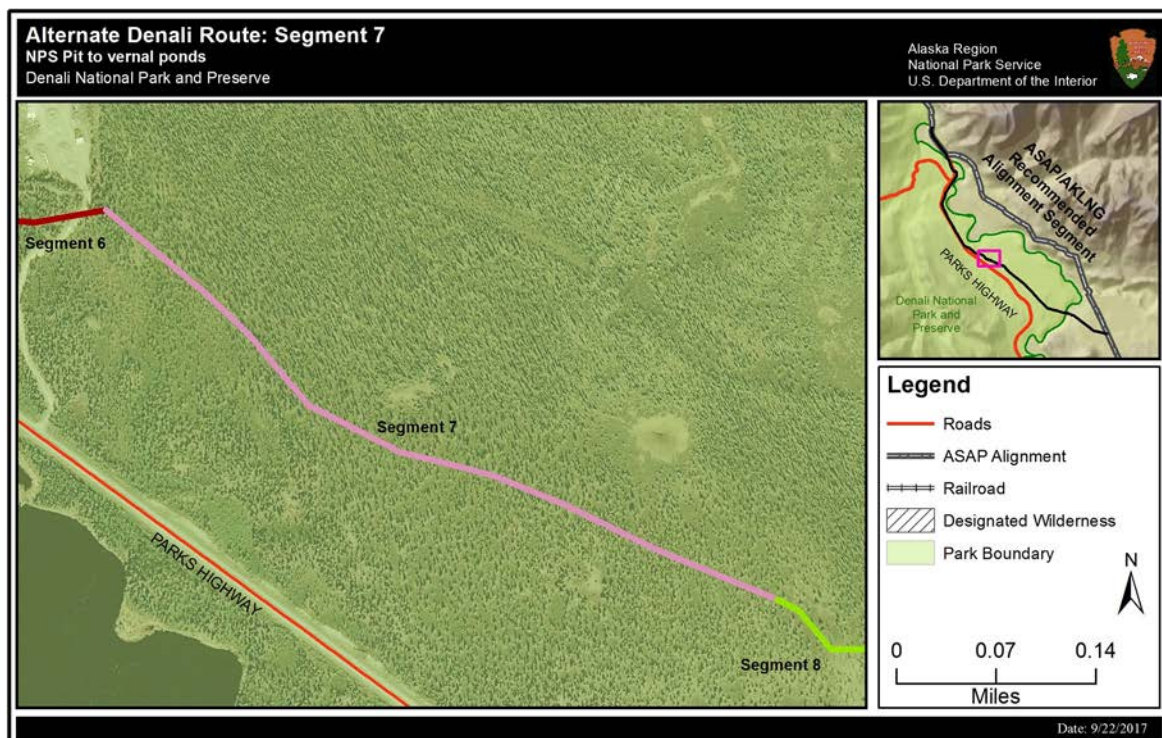 Alternate Denali Route: Segment 7
NPS Pit to vernal ponds
Denali National Park and Preserve
Alaska Region
National Park Service
U.S. Department of the Interior
Segment 6
Segment 7
Segment 8
PARKS HIGHWAY
ASAP/AKLNG
Recommended
Alignment Segment
PARKS HIGHWAY
Denali National
Park and
Preserve
Legend
Roads
ASAP Alignment
Railroad
Designated Wilderness
Park Boundary
N
0 0.07 0.14
Miles
Date: 9/22/2017